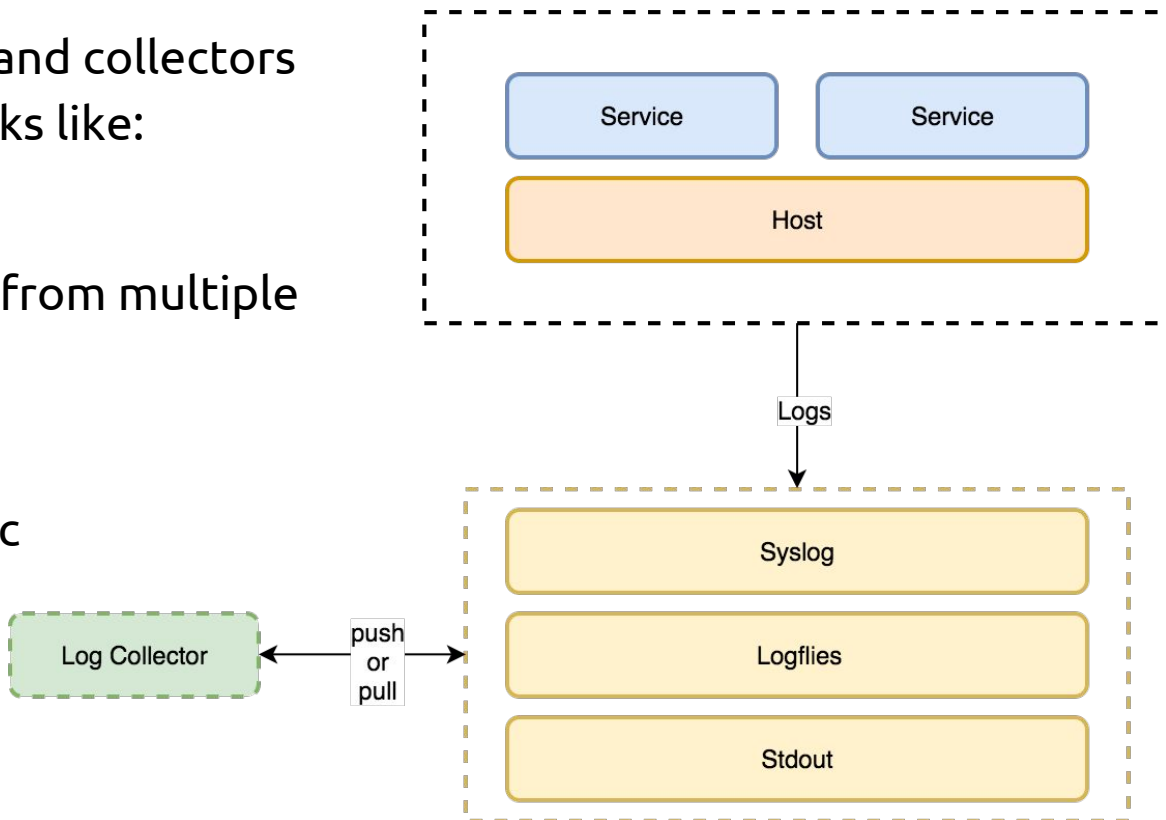 and collectors
ks like:
from multiple
c
Service
Service
Host
Logs
Syslog
Logflies
Stdout
Log Collector
push
or
pull